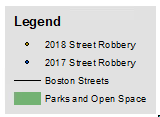 Legend
2018 Street Robbery
2017 Street Robbery
Boston Streets
Parks and Open Space